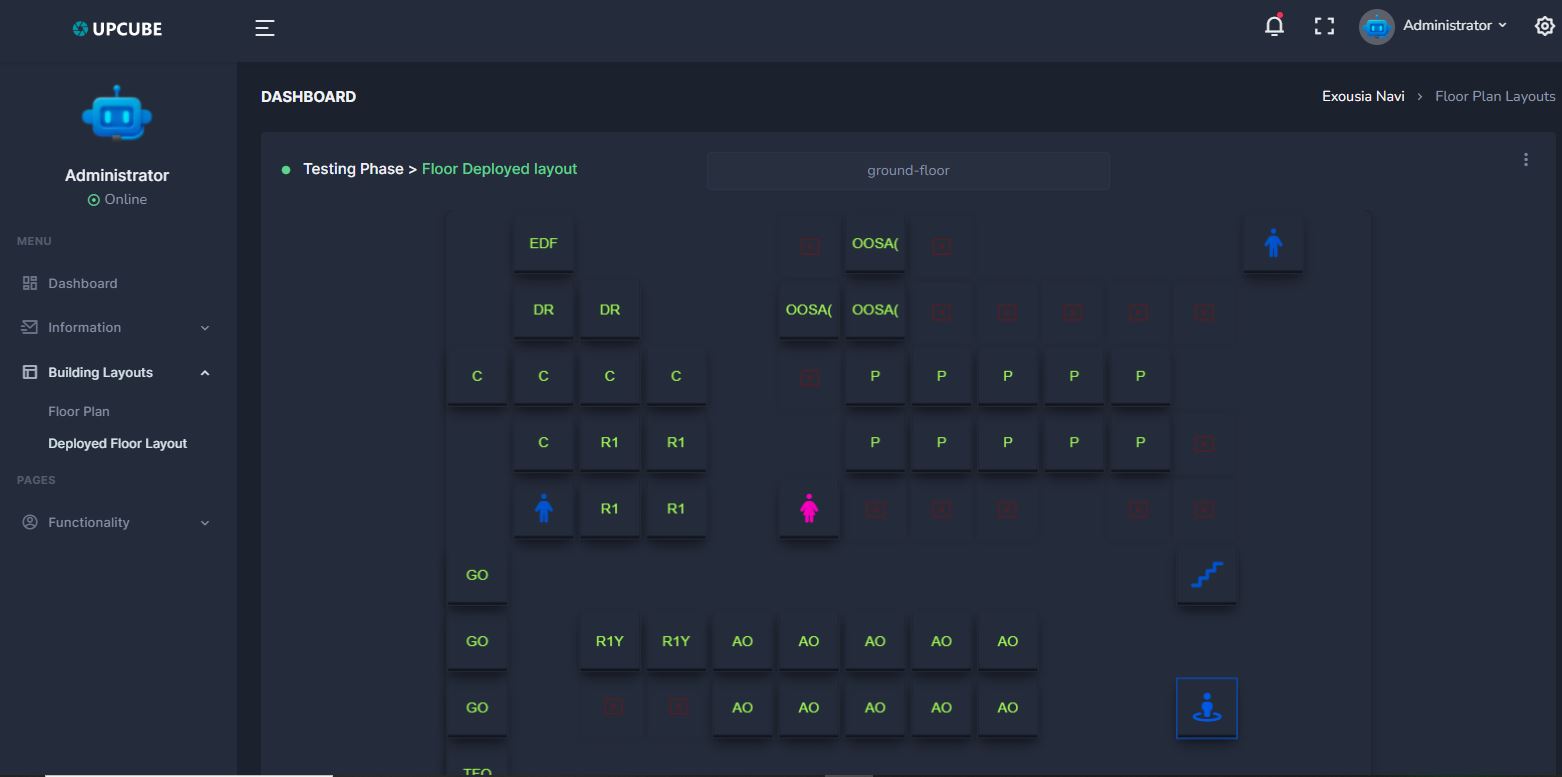 UPCUBE
Administrator
DASHBOARD
Exousia Navi > Floor Plan Layouts
Administrator
Online
MENU
Dashboard
Information
Building Layouts
Floor Plan
Deployed Floor Layout
PAGES
Functionality
Testing Phase > Floor Deployed layout
ground-floor
EDF OOSA(
DR DR OOSA( OOSA(
C C C C P P P P P
C R1 R1 P P P P P
R1 R1
GO
GO R1Y R1Y AO AO AO AO AO
GO AO AO AO AO AO